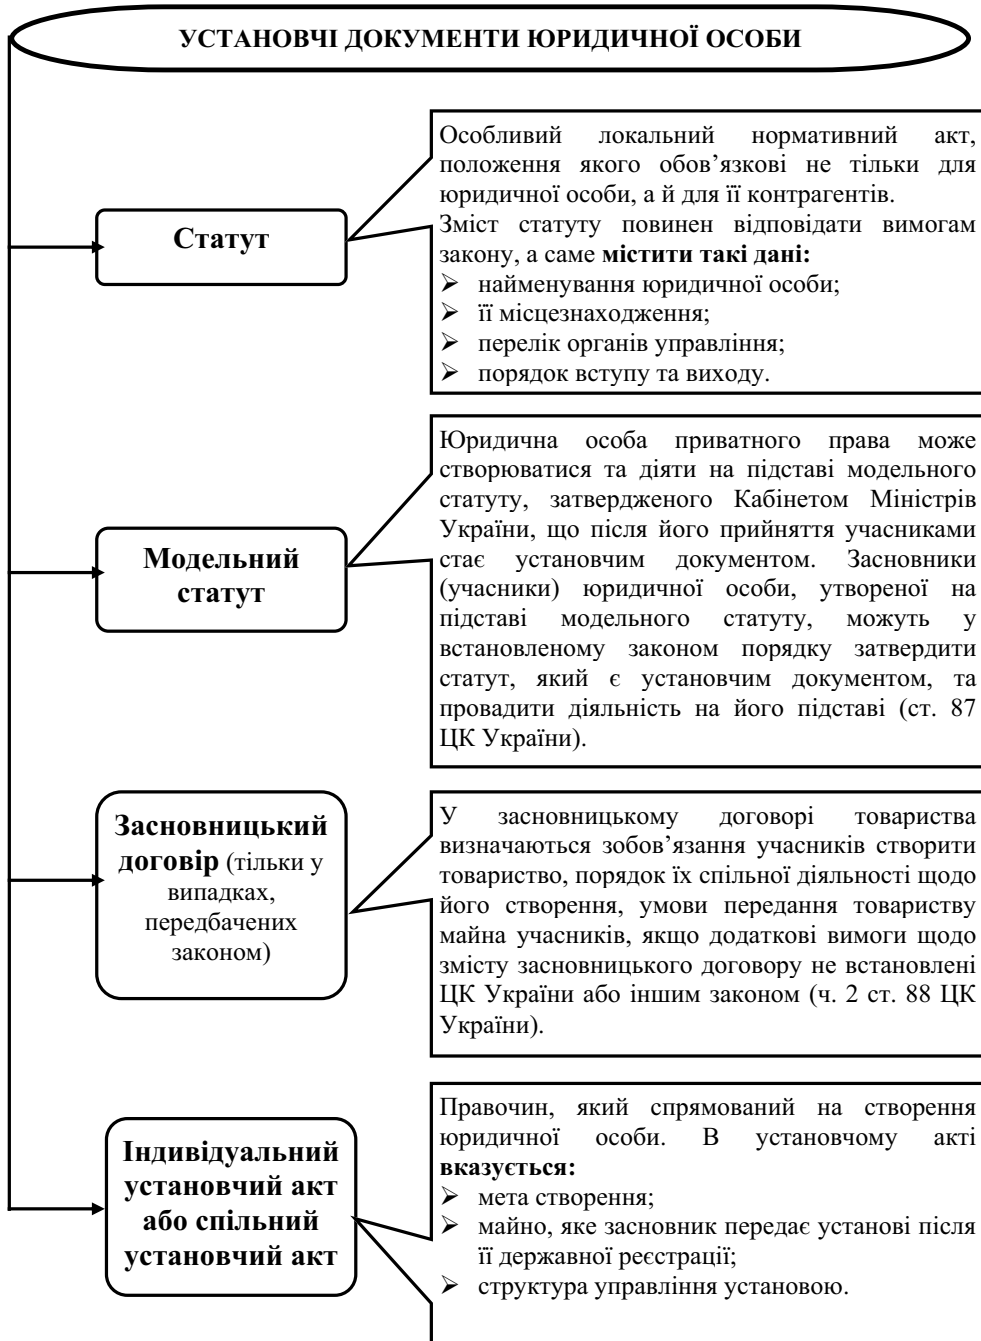 УСТАНОВЧІ ДОКУМЕНТИ ЮРИДИЧНОЇ ОСОБИ
Статут
Особливий локальний нормативний акт,
положення якого обов’язкові не тільки для
юридичної особи, а й для її контрагентів.
Зміст статуту повинен відповідати вимогам
закону, а саме містити такі дані:
➢ найменування юридичної особи;
➢ її місцезнаходження;
➢ перелік органів управління;
➢ порядок вступу та виходу.
Модельний
статут
Юридична особа приватного права може
створюватися та діяти на підставі модельного
статуту, затвердженого Кабінетом Міністрів
України, що після його прийняття учасниками
стає установчим документом. Засновники
(учасники) юридичної особи, утвореної на
підставі модельного статуту, можуть у
встановленому законом порядку затвердити
статут, який є установчим документом, та
провадити діяльність на його підставі (ст. 87
ЦК України).
Засновницький
договір (тільки у
випадках,
передбачених
законом)
У засновницькому договорі товариства
визначаються зобов’язання учасників створити
товариство, порядок їх спільної діяльності щодо
його створення, умови передання товариству
майна учасників, якщо додаткові вимоги щодо
змісту засновницького договору не встановлені
ЦК України або іншим законом (ч. 2 ст. 88 ЦК
України).
Індивідуальний
установчий акт
або спільний
установчий акт
Правочин, який спрямований на створення
юридичної особи. В установчому акті
вказується:
➢ мета створення;
➢ майно, яке засновник передає установі після
її державної реєстрації;
➢ структура управління установою.